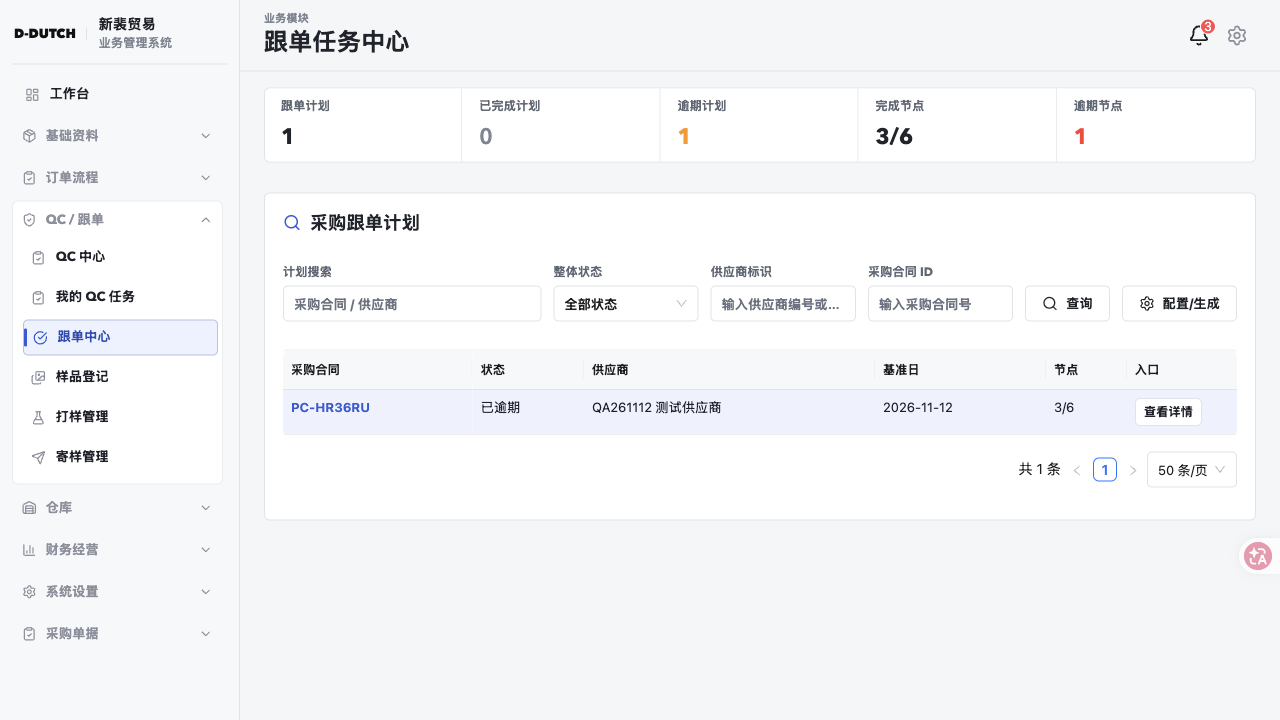 D-DUTCH
新裴贸易
业务管理系统
工作台
基础资料
订单流程
QC / 跟单
QC 中心
我的 QC 任务
跟单中心
样品登记
打样管理
寄样管理
仓库
财务经营
系统设置
采购单据
业务模块
跟单任务中心
3
跟单计划
1
已完成计划
0
逾期计划
1
完成节点
3/6
逾期节点
1
采购跟单计划
计划搜索
采购合同 / 供应商
整体状态
全部状态
供应商标识
输入供应商编号或...
采购合同 ID
输入采购合同号
查询
配置/生成
采购合同 状态 供应商 基准日 节点 入口
PC-HR36RU 已逾期 QA261112 测试供应商 2026-11-12 3/6 查看详情
共 1 条 1 50 条/页